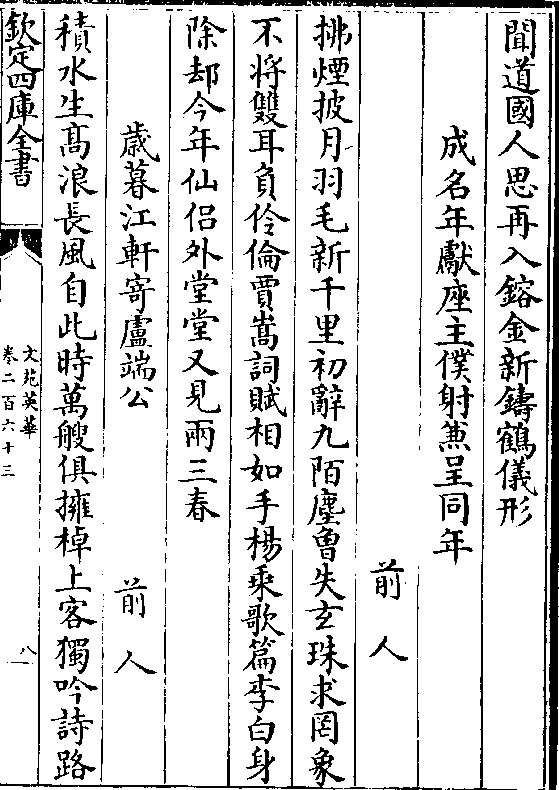 聞道國人思再入鎔金新鑄鶴儀形
成名年獻座主僕射兼呈同年
前人
拂煙披月羽毛新千里初辭九陌塵魯失玄珠求罔象
不將雙耳負伶倫賈嵩詞賦相如手楊乘歌篇李白身
除却今年仙侣外堂堂又見兩三春
歳暮江軒寄盧端公
前人
積水生髙浪長風自此時萬艘俱擁棹上客獨吟詩路
欽定四庫全書
文苑英華
卷二百六十三
八